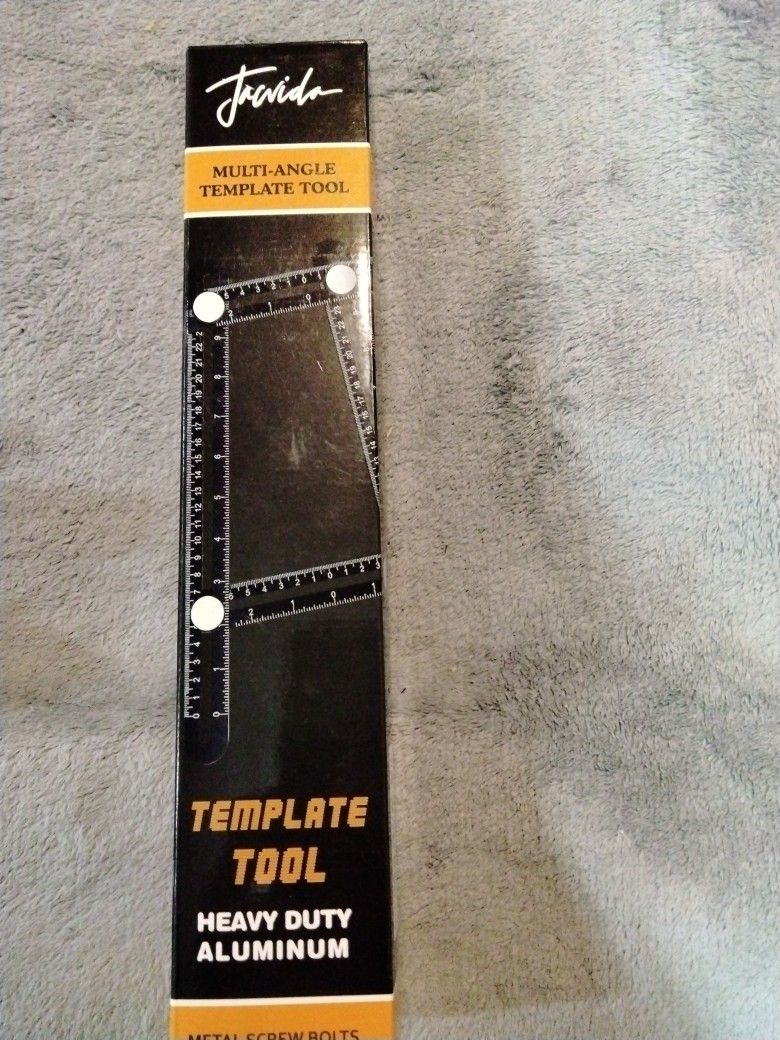 Jacvida
MULTI-ANGLE
TEMPLATE TOOL
TEMPLATE
TOOL
HEAVY DUTY
ALUMINUM
METAL SCREW BOLTS